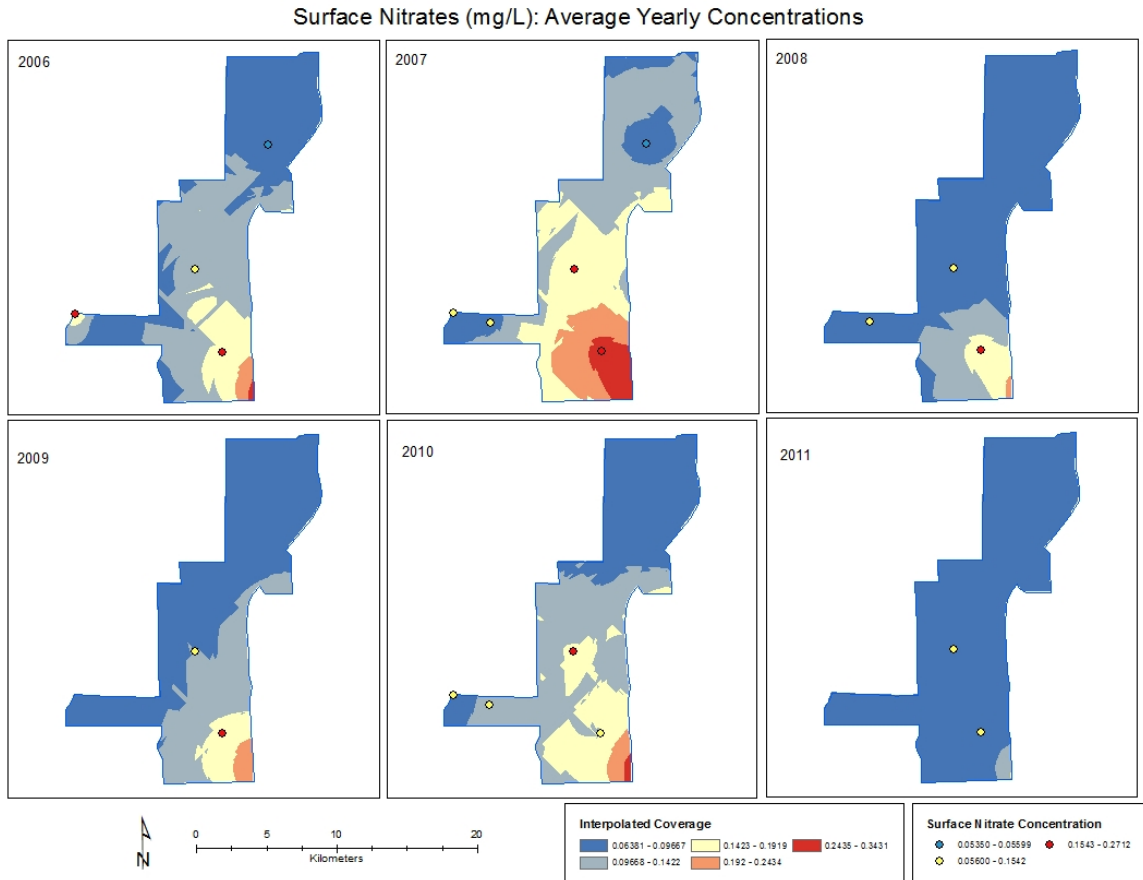 Surface Nitrates (mg/L): Average Yearly Concentrations
2006
2007
2008
2009
2010
2011
N
0 5 10 20
Kilometers
Interpolated Coverage
0.06381 - 0.09667 0.1423 - 0.1919 0.2435 - 0.3431
0.09668 - 0.1422 0.192 - 0.2434
Surface Nitrate Concentration
0.05350 - 0.05599 0.1543 - 0.2712
0.05600 - 0.1542